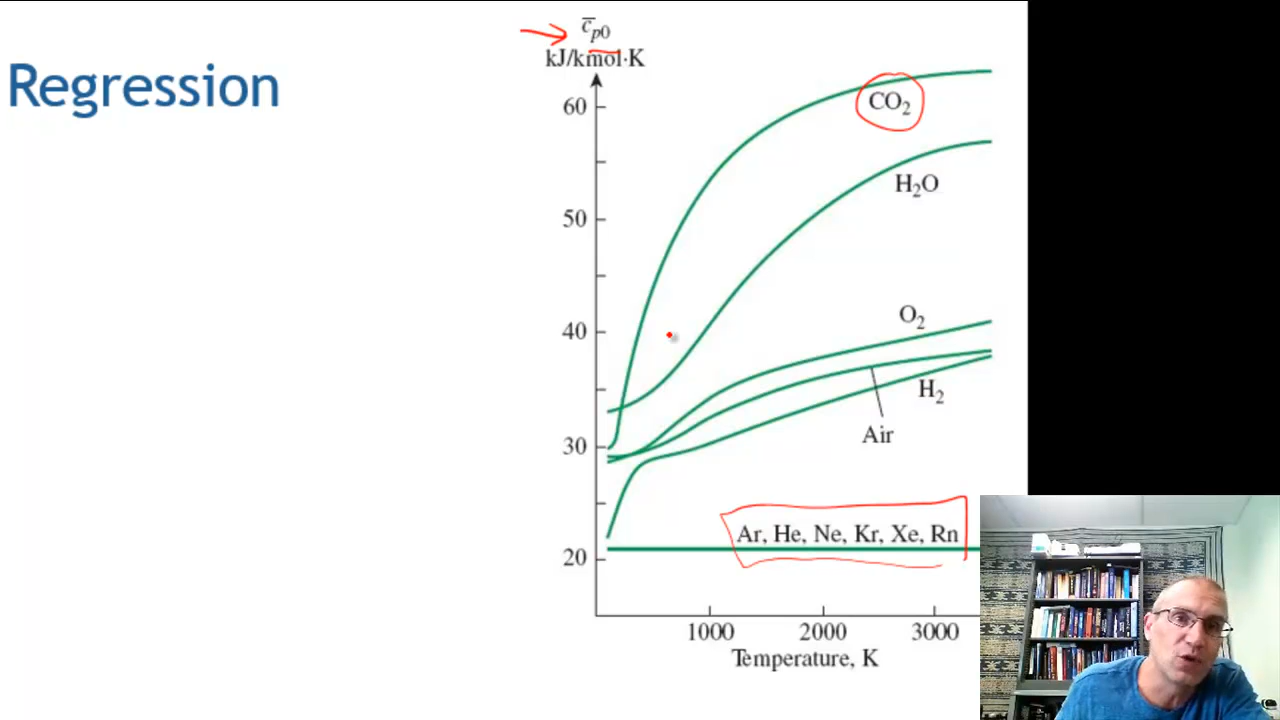 Regression
c̅p0
kJ/kmol·K
60
50
40
30
20
CO₂
H₂O
O₂
H₂
Air
Ar, He, Ne, Kr, Xe, Rn
1000 2000 3000
Temperature, K